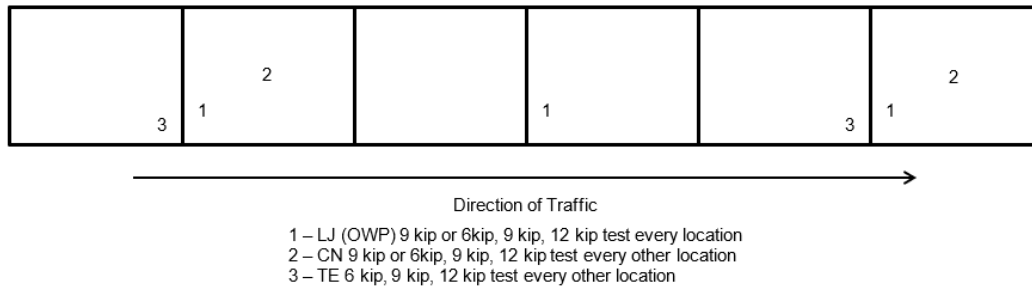 2
2
1
1
1
3
3
Direction of Traffic
1 – LJ (OWP) 9 kip or 6kip, 9 kip, 12 kip test every location
2 – CN 9 kip or 6kip, 9 kip, 12 kip test every other location
3 – TE 6 kip, 9 kip, 12 kip test every other location